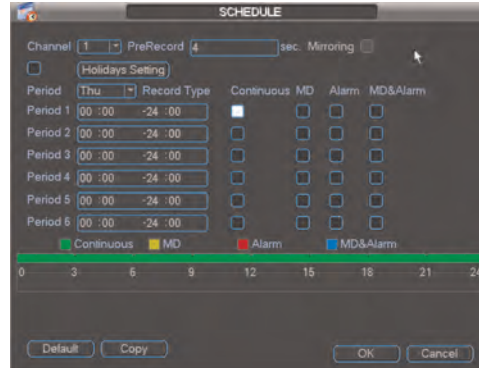 SCHEDULE
Channel 1 PreRecord 4 sec. Mirroring
Holidays Setting
Period Thu Record Type Continuous MD Alarm MD&Alarm
Period 1 00 :00 -24 :00
Period 2 00 :00 -24 :00
Period 3 00 :00 -24 :00
Period 4 00 :00 -24 :00
Period 5 00 :00 -24 :00
Period 6 00 :00 -24 :00
Continuous MD Alarm MD&Alarm
0 3 6 9 12 15 18 21 24
Default Copy OK Cancel